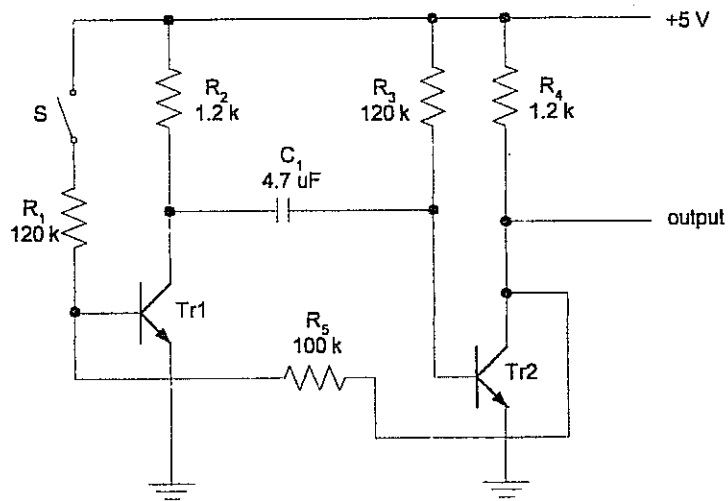 +5 V
R2
1.2 k
R3
120 k
R4
1.2 k
S
C1
4.7 uF
R1
120 k
output
Tr1
R5
100 k
Tr2